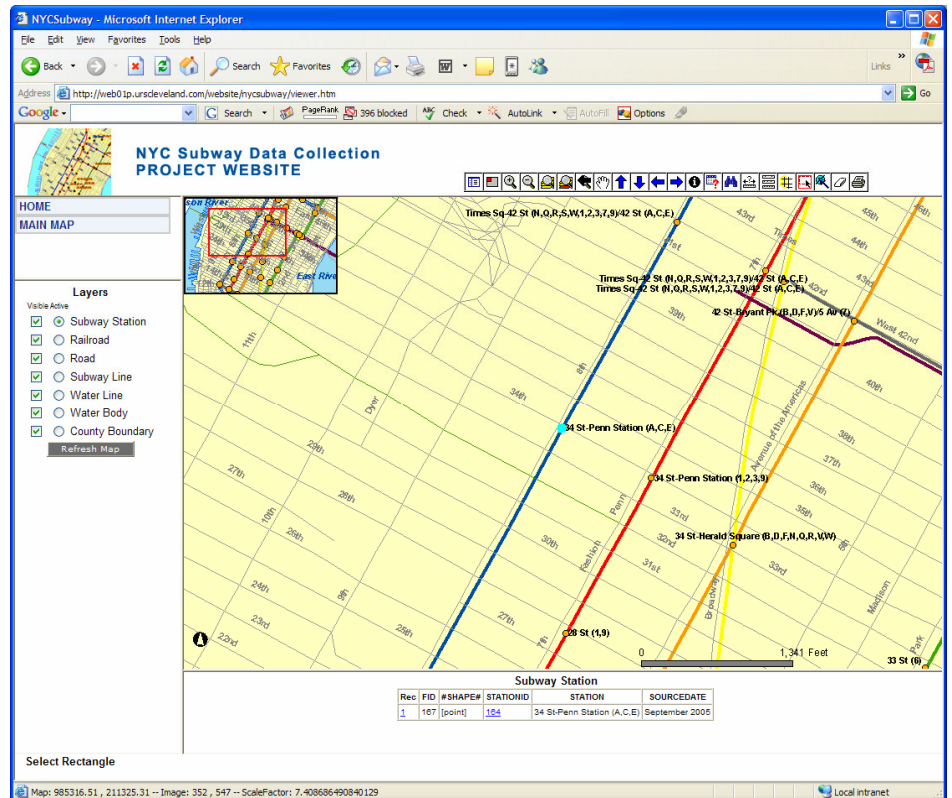 NYCSubway - Microsoft Internet Explorer
File Edit View Favorites Tools Help
Back Search Favorites Links »
Address http://web01p.urscleveland.com/website/nycsubway/viewer.htm Go
Google - Search PageRank 396 blocked ABC Check AutoLink AutoFill Options
NYC Subway Data Collection
PROJECT WEBSITE
HOME
MAIN MAP
son River
East River
Layers
Visible Active
Subway Station
Railroad
Road
Subway Line
Water Line
Water Body
County Boundary
Refresh Map
Times Sq-42 St (N,Q,R,S,W,1,2,3,7,9)/42 St (A,C,E)
43rd
45th
46th
41st
Times
44th
7th
Times Sq-42 St (N,Q,R,S,W,1,2,3,7,9)/42 St (A,C,E)
43rd
Times Sq-42 St (N,Q,R,S,W,1,2,3,7,9)/42 St (A,C,E)
42nd
39th
42 St-Bryant Pk (B,D,F,V)/5 Av (7)
West 42nd
11th
8th
40th
34th
Dyer
Avenue of the Americas
34 St-Penn Station (A,C,E)
38th
29th
37th
27th
34 St-Penn Station (1,2,3,9)
28th
36th
Penn
10th
33rd
35th
26th
30th
32nd
34 St-Herald Square (B,D,F,N,Q,R,V,W)
5th
Fashion
31st
33rd
24th
9th
Broadway
Madison
23rd
25th
27th
22nd
7th
28 St (1,9)
Park
0 1,341 Feet
33 St (6)
Subway Station
Rec FID #SHAPE# STATIONID STATION SOURCEDATE
1 167 [point] 164 34 St-Penn Station (A,C,E) September 2005
Select Rectangle
Map: 985316.51 , 211325.31 -- Image: 352 , 547 -- ScaleFactor: 7.408686490840129 Local intranet